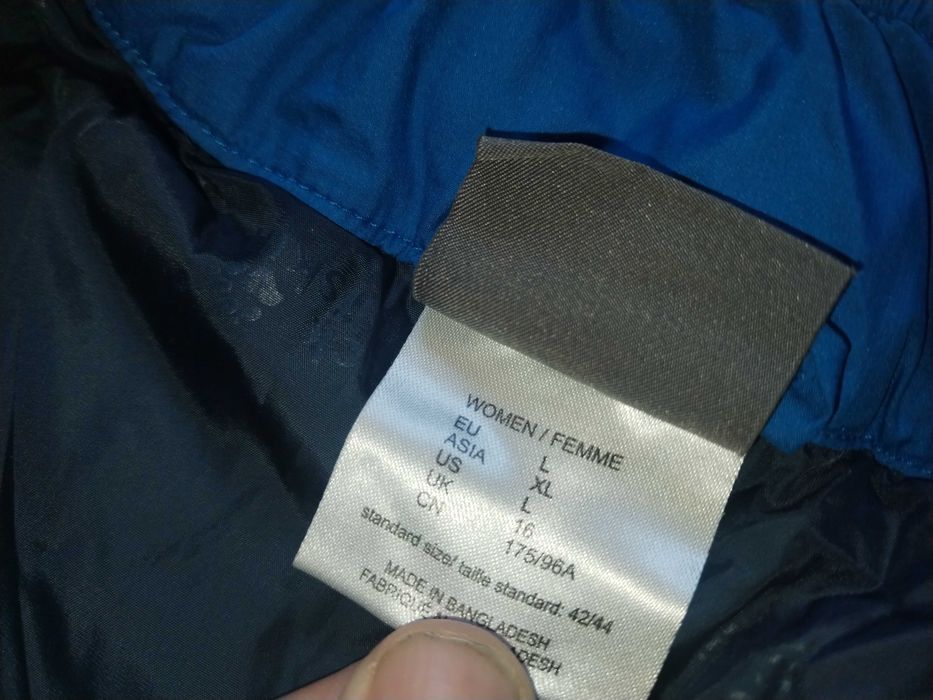 WOMEN / FEMME
EU L
ASIA XL
US L
UK 16
CN 175/96A
standard size/ taille standard: 42/44
MADE IN BANGLADESH